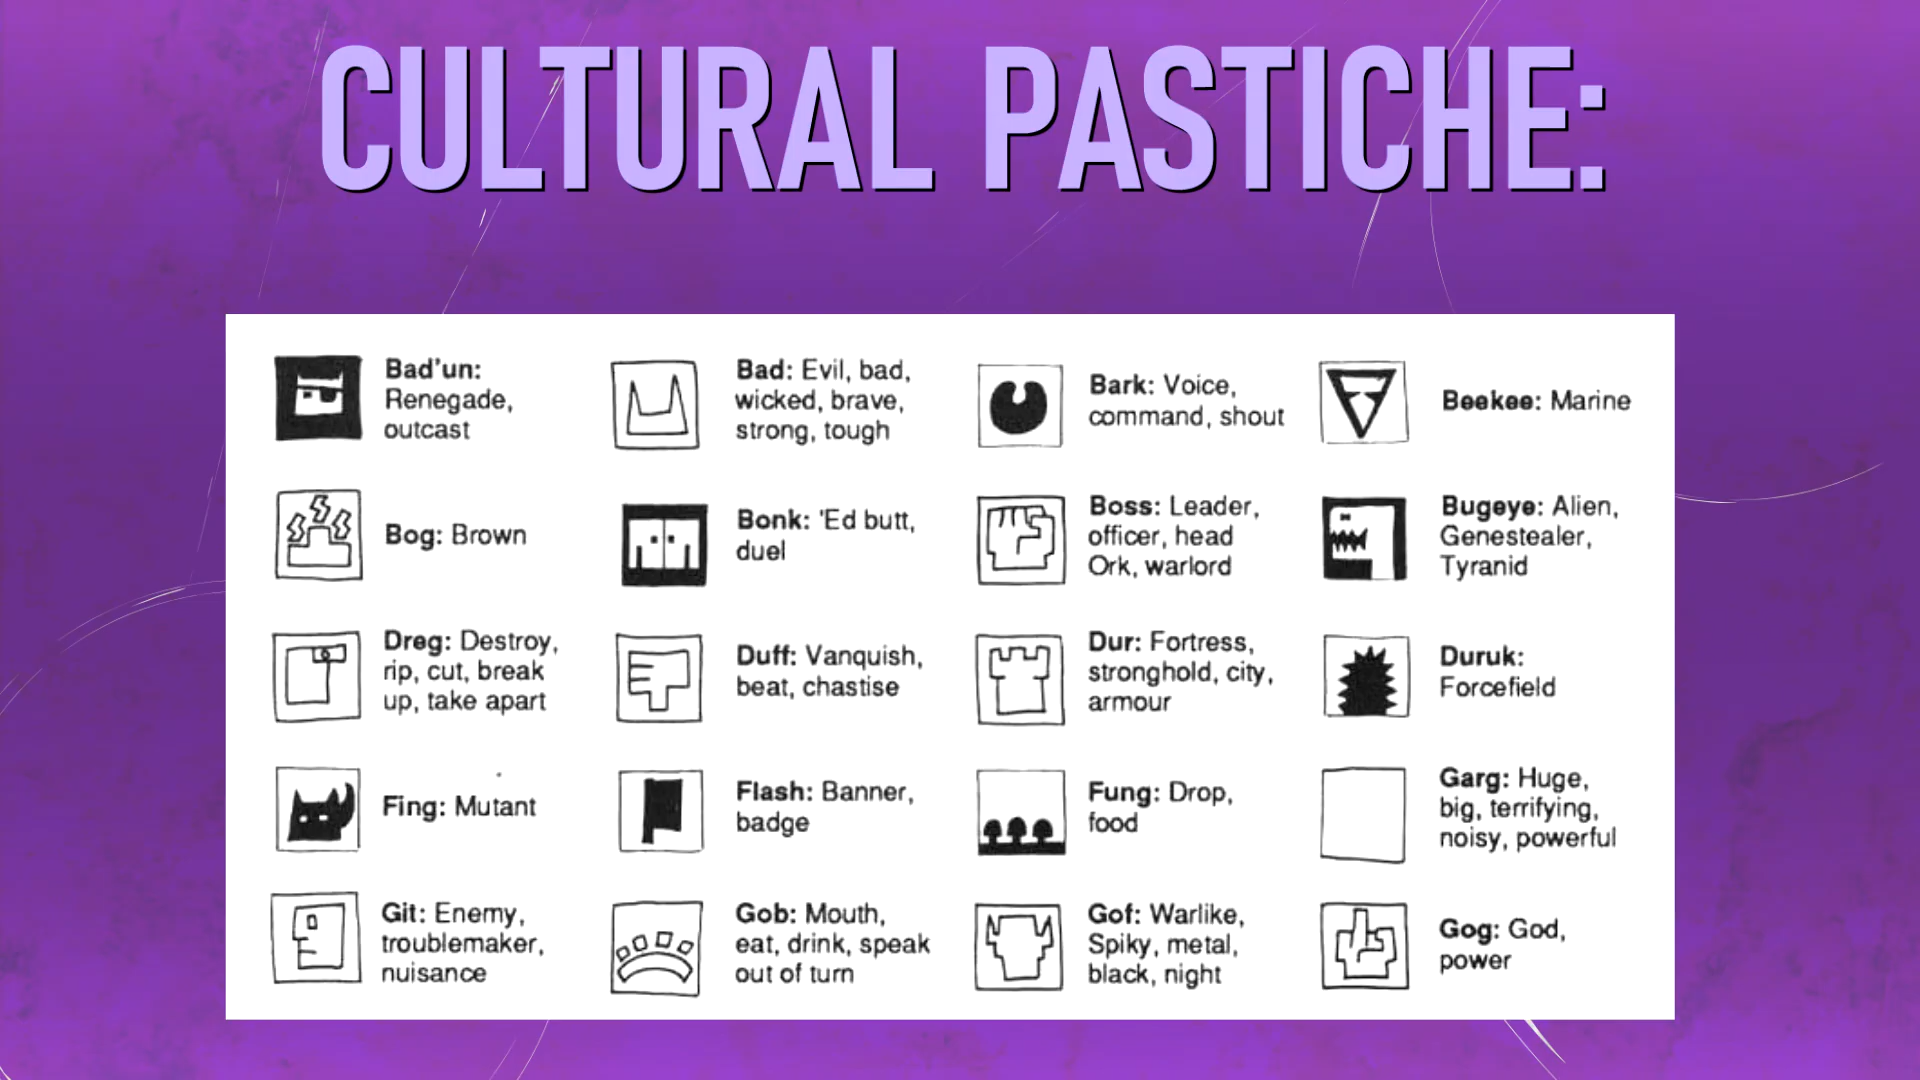 CULTURAL PASTICHE:
Bad'un:
Renegade,
outcast
Bad: Evil, bad,
wicked, brave,
strong, tough
Bark: Voice,
command, shout
Beekee: Marine
Bog: Brown
Bonk: 'Ed butt,
duel
Boss: Leader,
officer, head
Ork, warlord
Bugeye: Alien,
Genestealer,
Tyranid
Dreg: Destroy,
rip, cut, break
up, take apart
Duff: Vanquish,
beat, chastise
Dur: Fortress,
stronghold, city,
armour
Duruk:
Forcefield
Fing: Mutant
Flash: Banner,
badge
Fung: Drop,
food
Garg: Huge,
big, terrifying,
noisy, powerful
Git: Enemy,
troublemaker,
nuisance
Gob: Mouth,
eat, drink, speak
out of turn
Gof: Warlike,
Spiky, metal,
black, night
Gog: God,
power